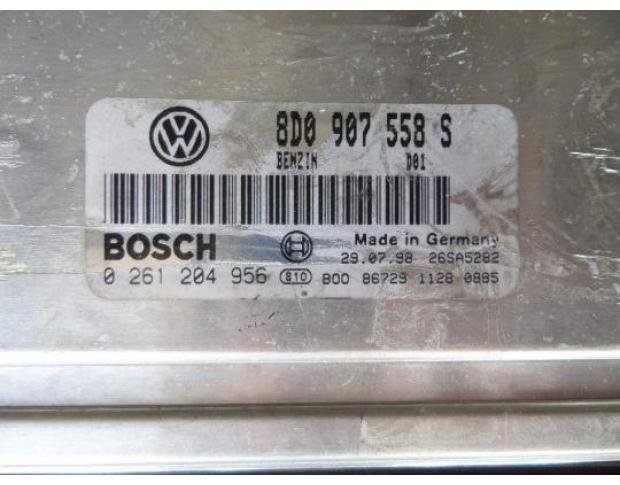 8D0 907 558 S
BENZIN D01
BOSCH
Made in Germany
29.07.98 26SA5282
0 261 204 956 810 800 86729 1128 0885